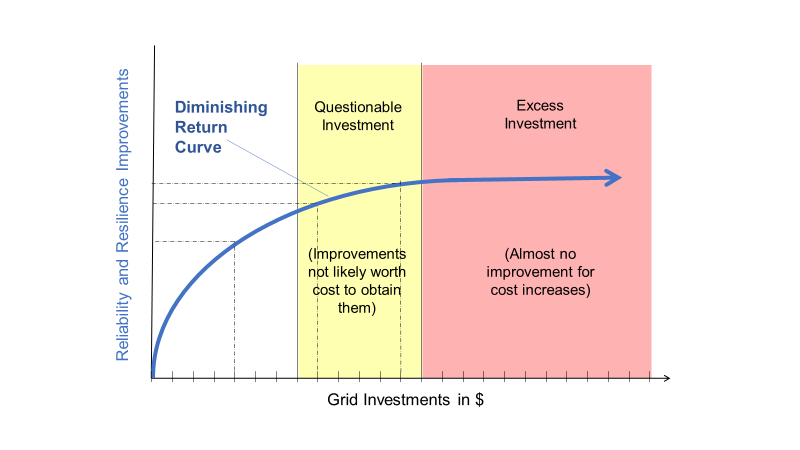 Reliability and Resilience Improvements
Diminishing
Return
Curve
Questionable
Investment
Excess
Investment
(Improvements
not likely worth
cost to obtain
them)
(Almost no
improvement for
cost increases)
Grid Investments in $